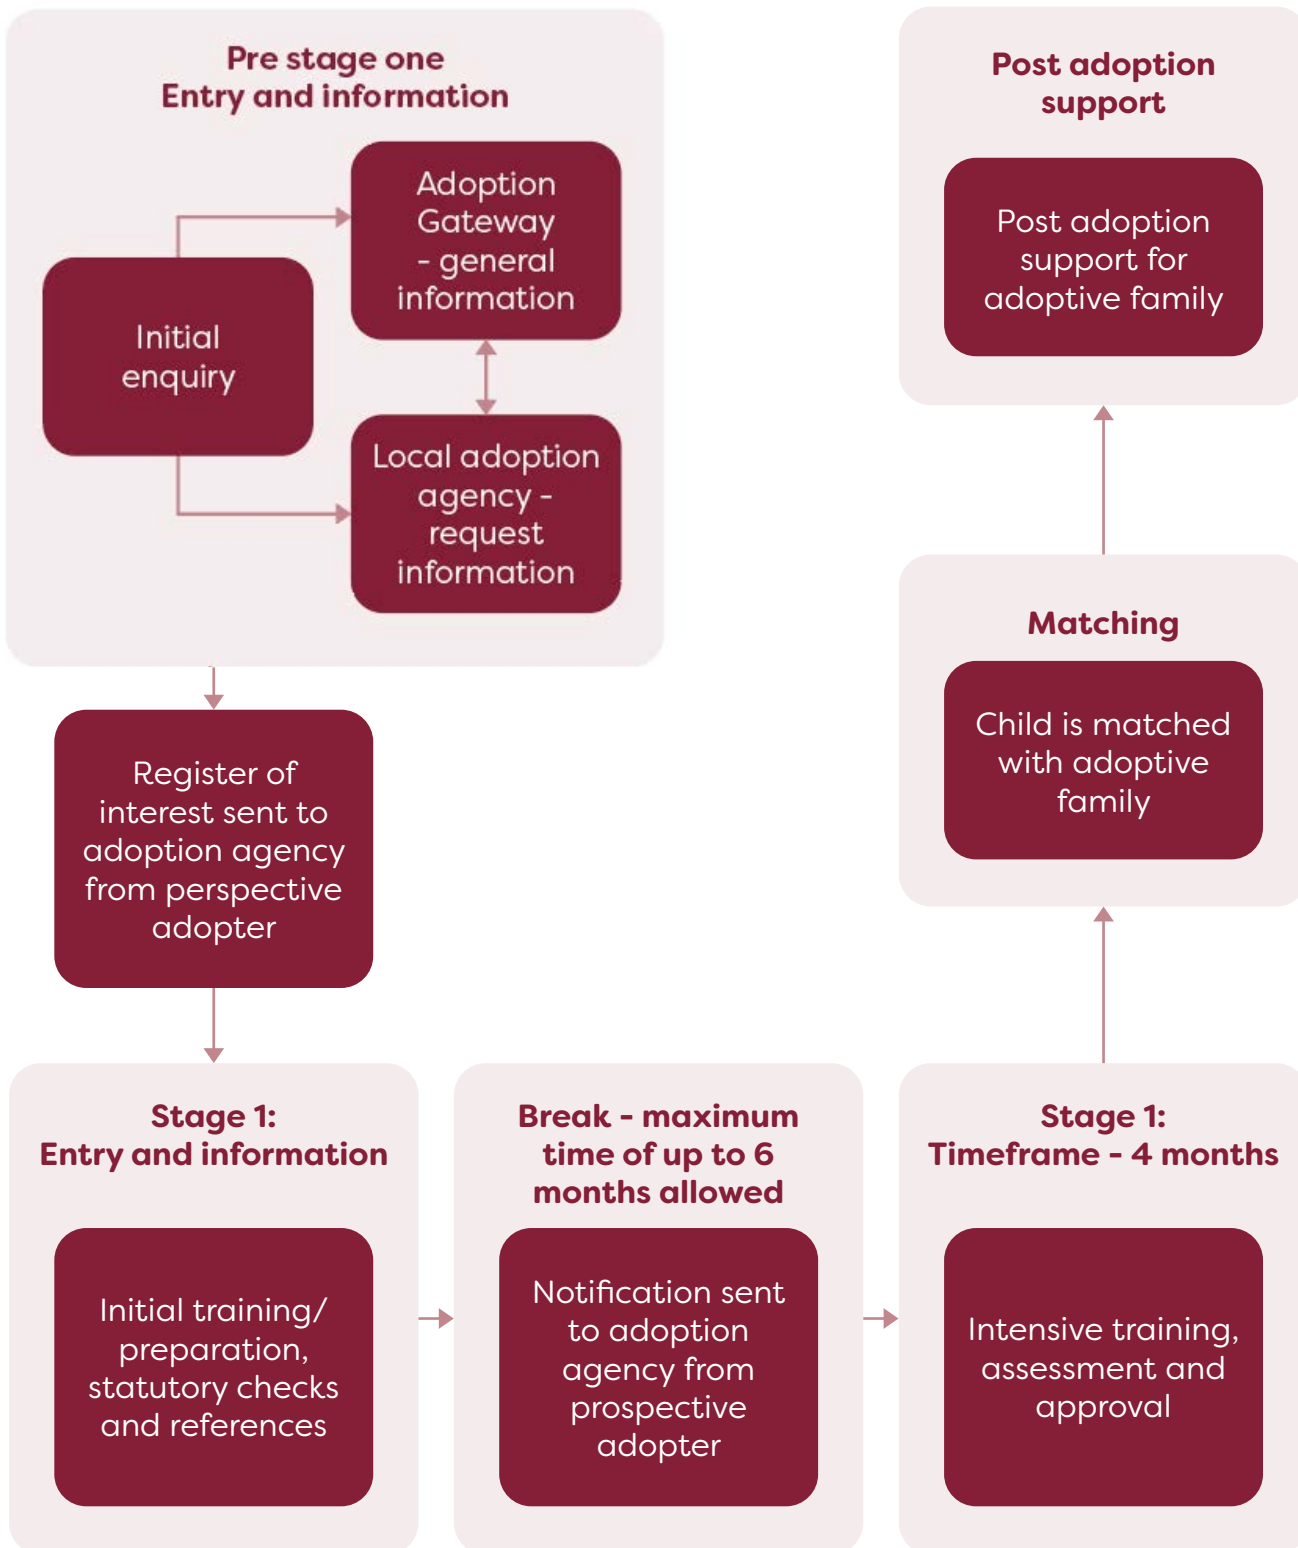 Pre stage one
Entry and information
Initial
enquiry
Adoption
Gateway
- general
information
Local adoption
agency -
request
information
Register of
interest sent to
adoption agency
from perspective
adopter
Stage 1:
Entry and information
Initial training/
preparation,
statutory checks
and references
Break - maximum
time of up to 6
months allowed
Notification sent
to adoption
agency from
prospective
adopter
Stage 1:
Timeframe - 4 months
Intensive training,
assessment and
approval
Matching
Child is matched
with adoptive
family
Post adoption
support
Post adoption
support for
adoptive family